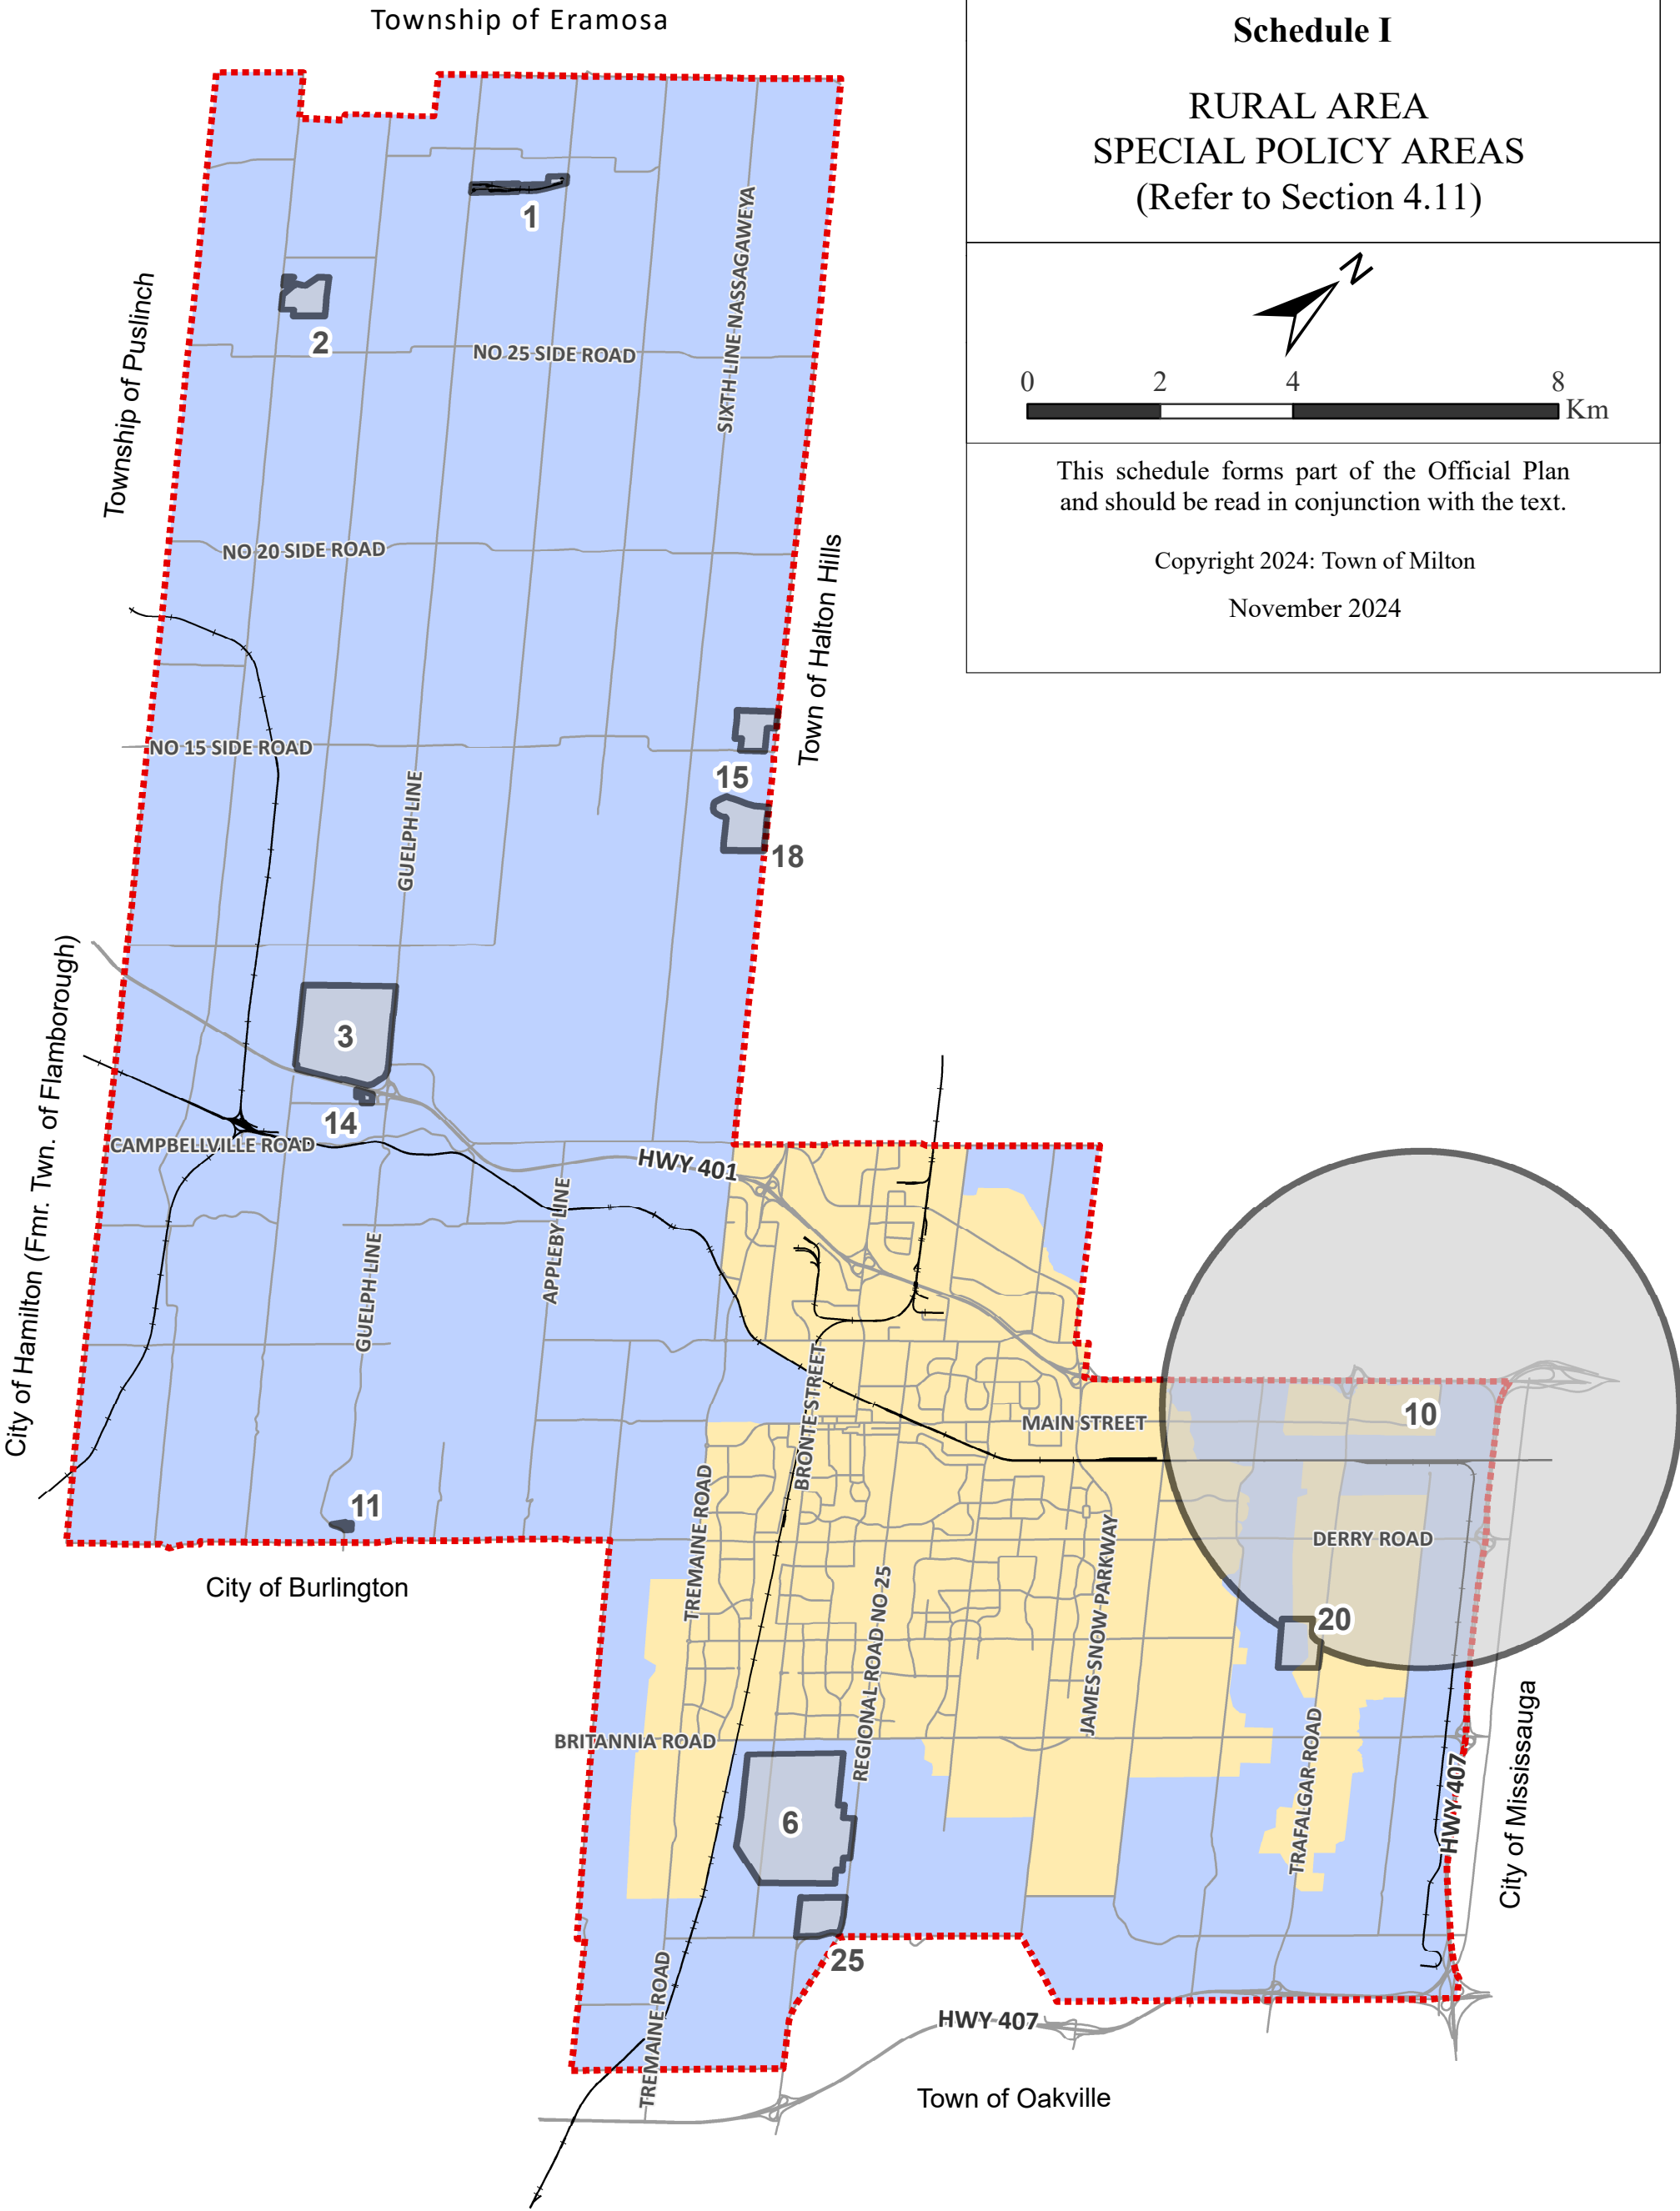 Township of Eramosa
Schedule I
RURAL AREA
SPECIAL POLICY AREAS
(Refer to Section 4.11)
N
0 2 4 8
Km
This schedule forms part of the Official Plan
and should be read in conjunction with the text.
Copyright 2024: Town of Milton
November 2024
1
SIXTH LINE NASSAGAWEYA
Township of Puslinch
2
NO 25 SIDE ROAD
NO 20 SIDE ROAD
Town of Halton Hills
NO 15 SIDE ROAD
15
GUELPH LINE
18
City of Hamilton (Fmr. Twn. of Flamborough)
3
14
CAMPBELLVILLE ROAD
HWY 401
APPLEBY LINE
GUELPH LINE
BRONTE STREET
MAIN STREET
10
TREMAINE ROAD
11
DERRY ROAD
City of Burlington
REGIONAL ROAD NO 25
JAMES SNOW PARKWAY
20
BRITANNIA ROAD
TRAFALGAR ROAD
HWY 407
City of Mississauga
6
25
TREMAINE ROAD
HWY 407
Town of Oakville